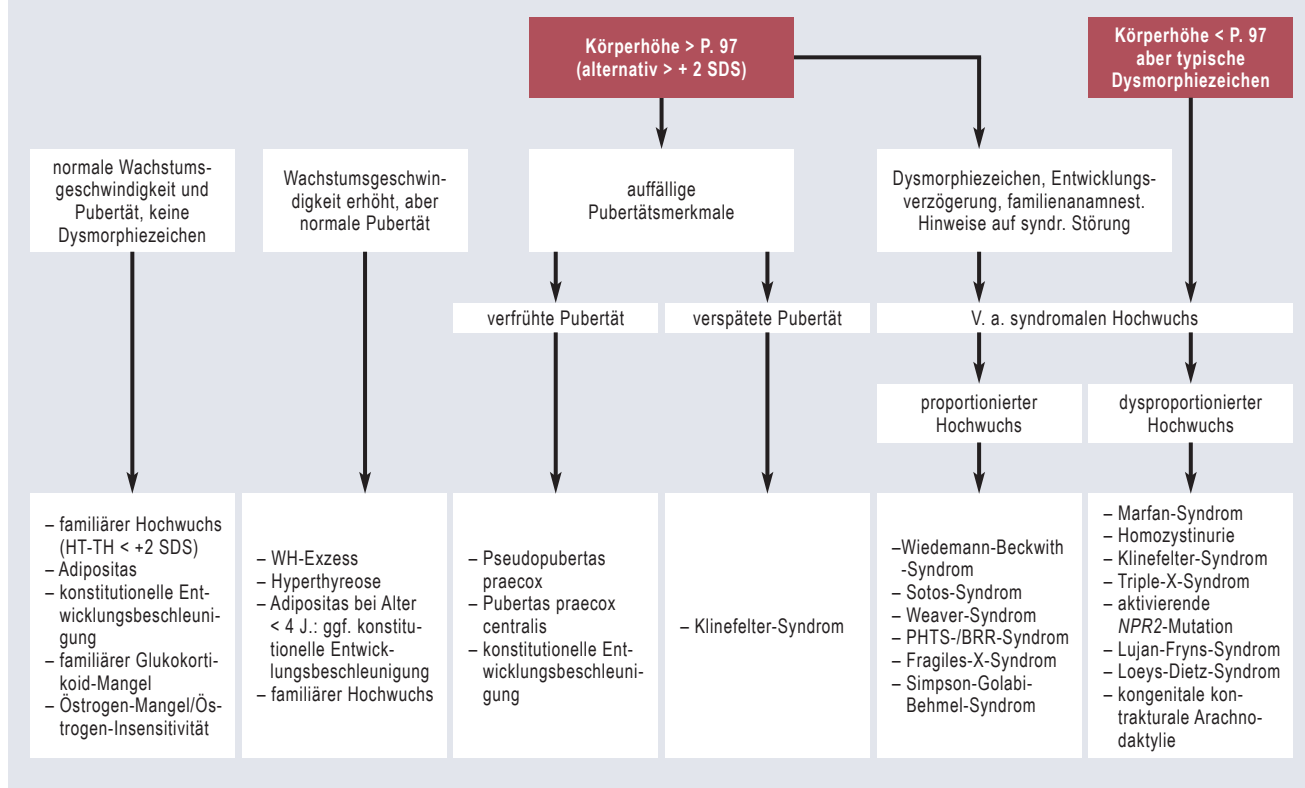 Körperhöhe > P. 97
(alternativ > + 2 SDS)
Körperhöhe < P. 97
aber typische
Dysmorphiezeichen
normale Wachstums-
geschwindigkeit und
Pubertät, keine
Dysmorphiezeichen
Wachstumsgeschwin-
digkeit erhöht, aber
normale Pubertät
auffällige
Pubertätsmerkmale
Dysmorphiezeichen, Entwicklungs-
verzögerung, familienanamnest.
Hinweise auf syndr. Störung
verfrühte Pubertät
verspätete Pubertät
V. a. syndromalen Hochwuchs
proportionierter
Hochwuchs
dysproportionierter
Hochwuchs
– familiärer Hochwuchs
(HT-TH < +2 SDS)
– Adipositas
– konstitutionelle Ent-
wicklungsbeschleuni-
gung
– familiärer Glukokorti-
koid-Mangel
– Östrogen-Mangel/Ös-
trogen-Insensitivität
– WH-Exzess
– Hyperthyreose
– Adipositas bei Alter
< 4 J.: ggf. konstitu-
tionelle Entwick-
lungsbeschleunigung
– familiärer Hochwuchs
– Pseudopubertas
praecox
– Pubertas praecox
centralis
– konstitutionelle Ent-
wicklungsbeschleuni-
gung
– Klinefelter-Syndrom
–Wiedemann-Beckwith
-Syndrom
– Sotos-Syndrom
– Weaver-Syndrom
– PHTS-/BRR-Syndrom
– Fragiles-X-Syndrom
– Simpson-Golabi-
Behmel-Syndrom
– Marfan-Syndrom
– Homozystinurie
– Klinefelter-Syndrom
– Triple-X-Syndrom
– aktivierende
NPR2-Mutation
– Lujan-Fryns-Syndrom
– Loeys-Dietz-Syndrom
– kongenitale kon-
trakturale Arachno-
daktylie